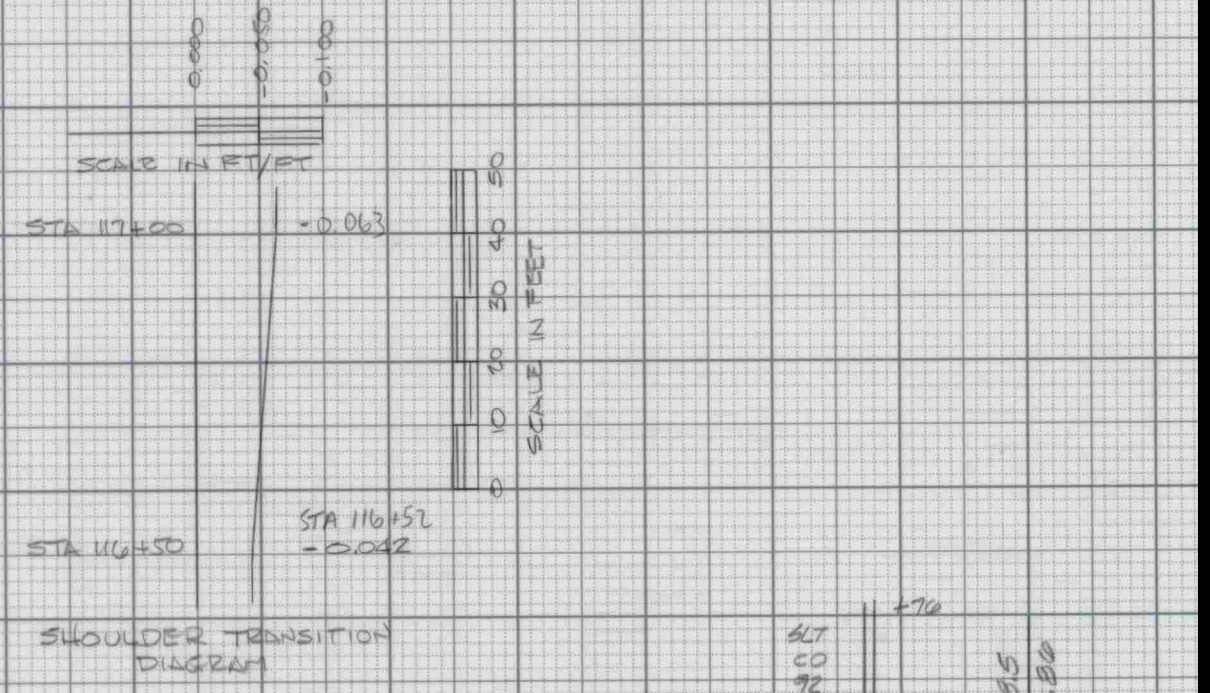 0.000
-0.050
-0.100
SCALE IN FT/FT
STA 117+00
-0.063
50
40
30
20
10
0
SCALE IN FEET
STA 116+52
-0.042
STA 116+50
SHOULDER TRANSITION
DIAGRAM
+76
SLT
CO
92